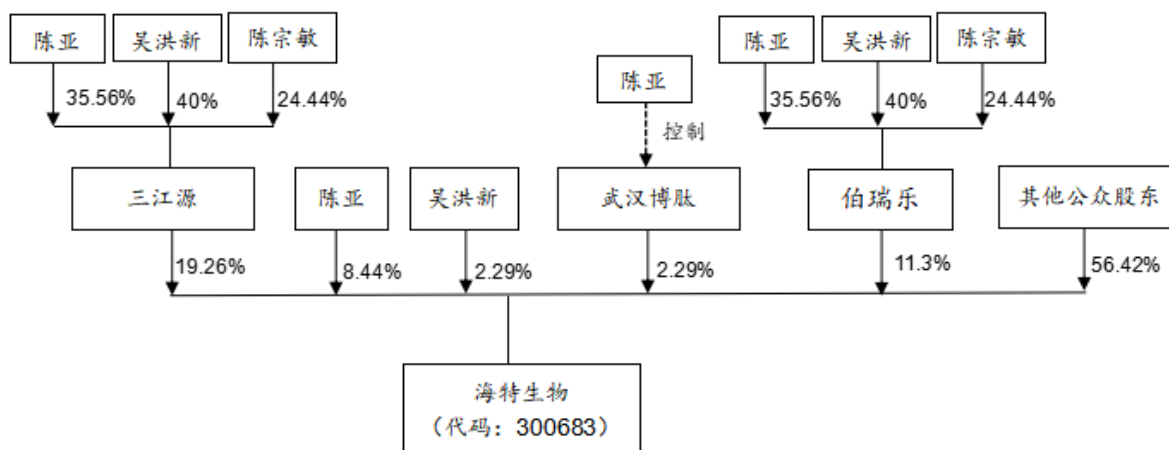 陈亚
吴洪新
陈宗敏
陈亚
陈亚
吴洪新
陈宗敏
35.56%
40%
24.44%
控制
35.56%
40%
24.44%
三江源
陈亚
吴洪新
武汉博肽
伯瑞乐
其他公众股东
19.26%
8.44%
2.29%
2.29%
11.3%
56.42%
海特生物
（代码：300683）